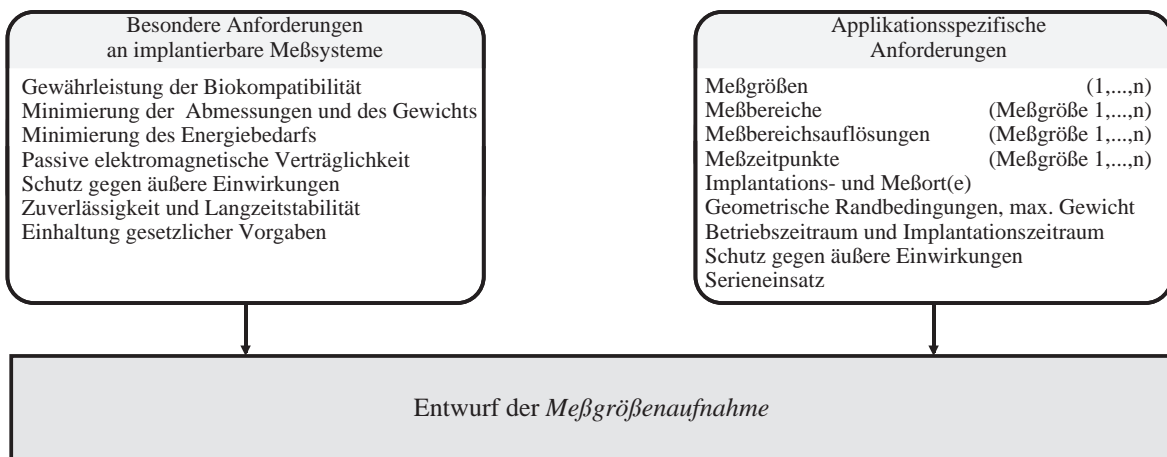 Besondere Anforderungen
an implantierbare Meßsysteme
Gewährleistung der Biokompatibilität
Minimierung der Abmessungen und des Gewichts
Minimierung des Energiebedarfs
Passive elektromagnetische Verträglichkeit
Schutz gegen äußere Einwirkungen
Zuverlässigkeit und Langzeitstabilität
Einhaltung gesetzlicher Vorgaben
Applikationsspezifische
Anforderungen
Meßgrößen (1,...,n)
Meßbereiche (Meßgröße 1,...,n)
Meßbereichsauflösungen (Meßgröße 1,...,n)
Meßzeitpunkte (Meßgröße 1,...,n)
Implantations- und Meßort(e)
Geometrische Randbedingungen, max. Gewicht
Betriebszeitraum und Implantationszeitraum
Schutz gegen äußere Einwirkungen
Serieneinsatz
Entwurf der Meßgrößenaufnahme